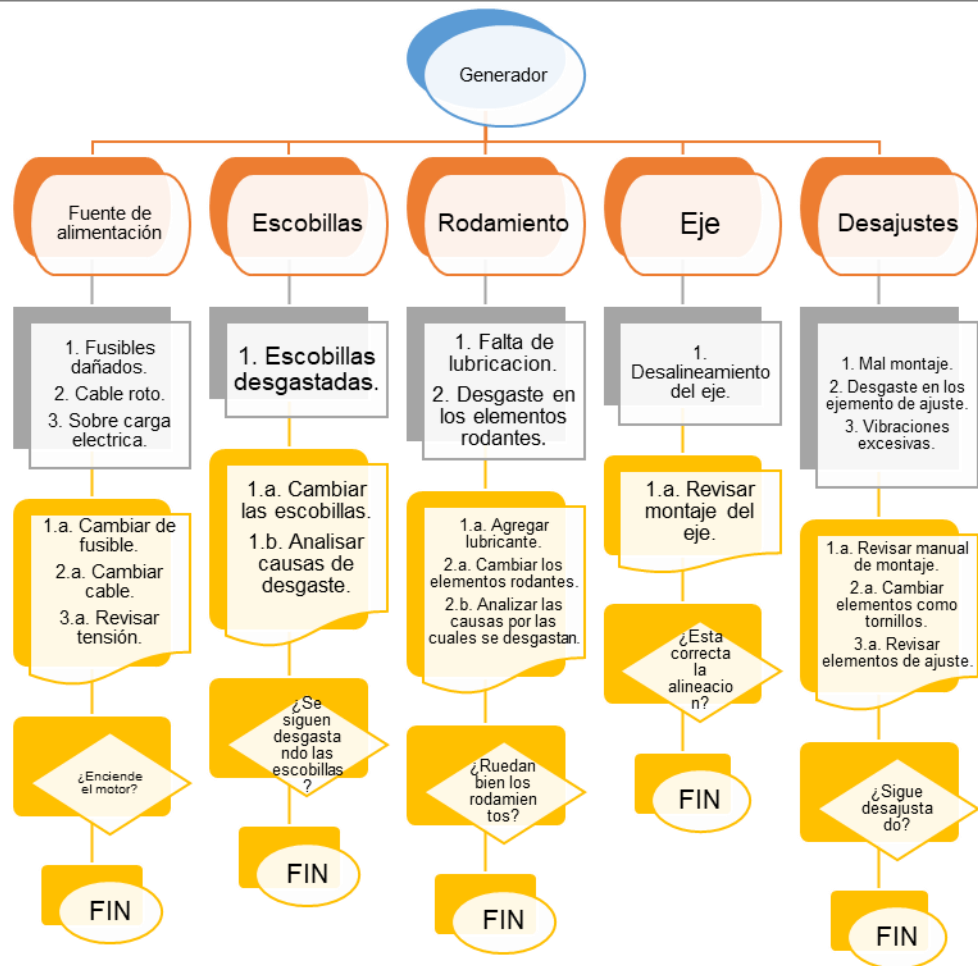 Generador
Fuente de
alimentación
Escobillas
Rodamiento
Eje
Desajustes
1. Fusibles
dañados.
2. Cable roto.
3. Sobre carga
electrica.
1. Escobillas
desgastadas.
1. Falta de
lubricacion.
2. Desgaste en
los elementos
rodantes.
1.
Desalineamiento
del eje.
1. Mal montaje.
2. Desgaste en los
ejemento de ajuste.
3. Vibraciones
excesivas.
1.a. Cambiar de
fusible.
2.a. Cambiar
cable.
3.a. Revisar
tensión.
1.a. Cambiar
las escobillas.
1.b. Analisar
causas de
desgaste.
1.a. Agregar
lubricante.
2.a. Cambiar los
elementos rodantes.
2.b. Analizar las
causas por las
cuales se desgastan.
1.a. Revisar
montaje del
eje.
1.a. Revisar manual
de montaje.
2.a. Cambiar
elementos como
tornillos.
3.a. Revisar
elementos de ajuste.
¿Enciende
el motor?
¿Se
siguen
desgasta
ndo las
escobillas
?
¿Ruedan
bien los
rodamien
tos?
¿Esta
correcta
la
alineacio
n?
¿Sigue
desajusta
do?
FIN
FIN
FIN
FIN
FIN